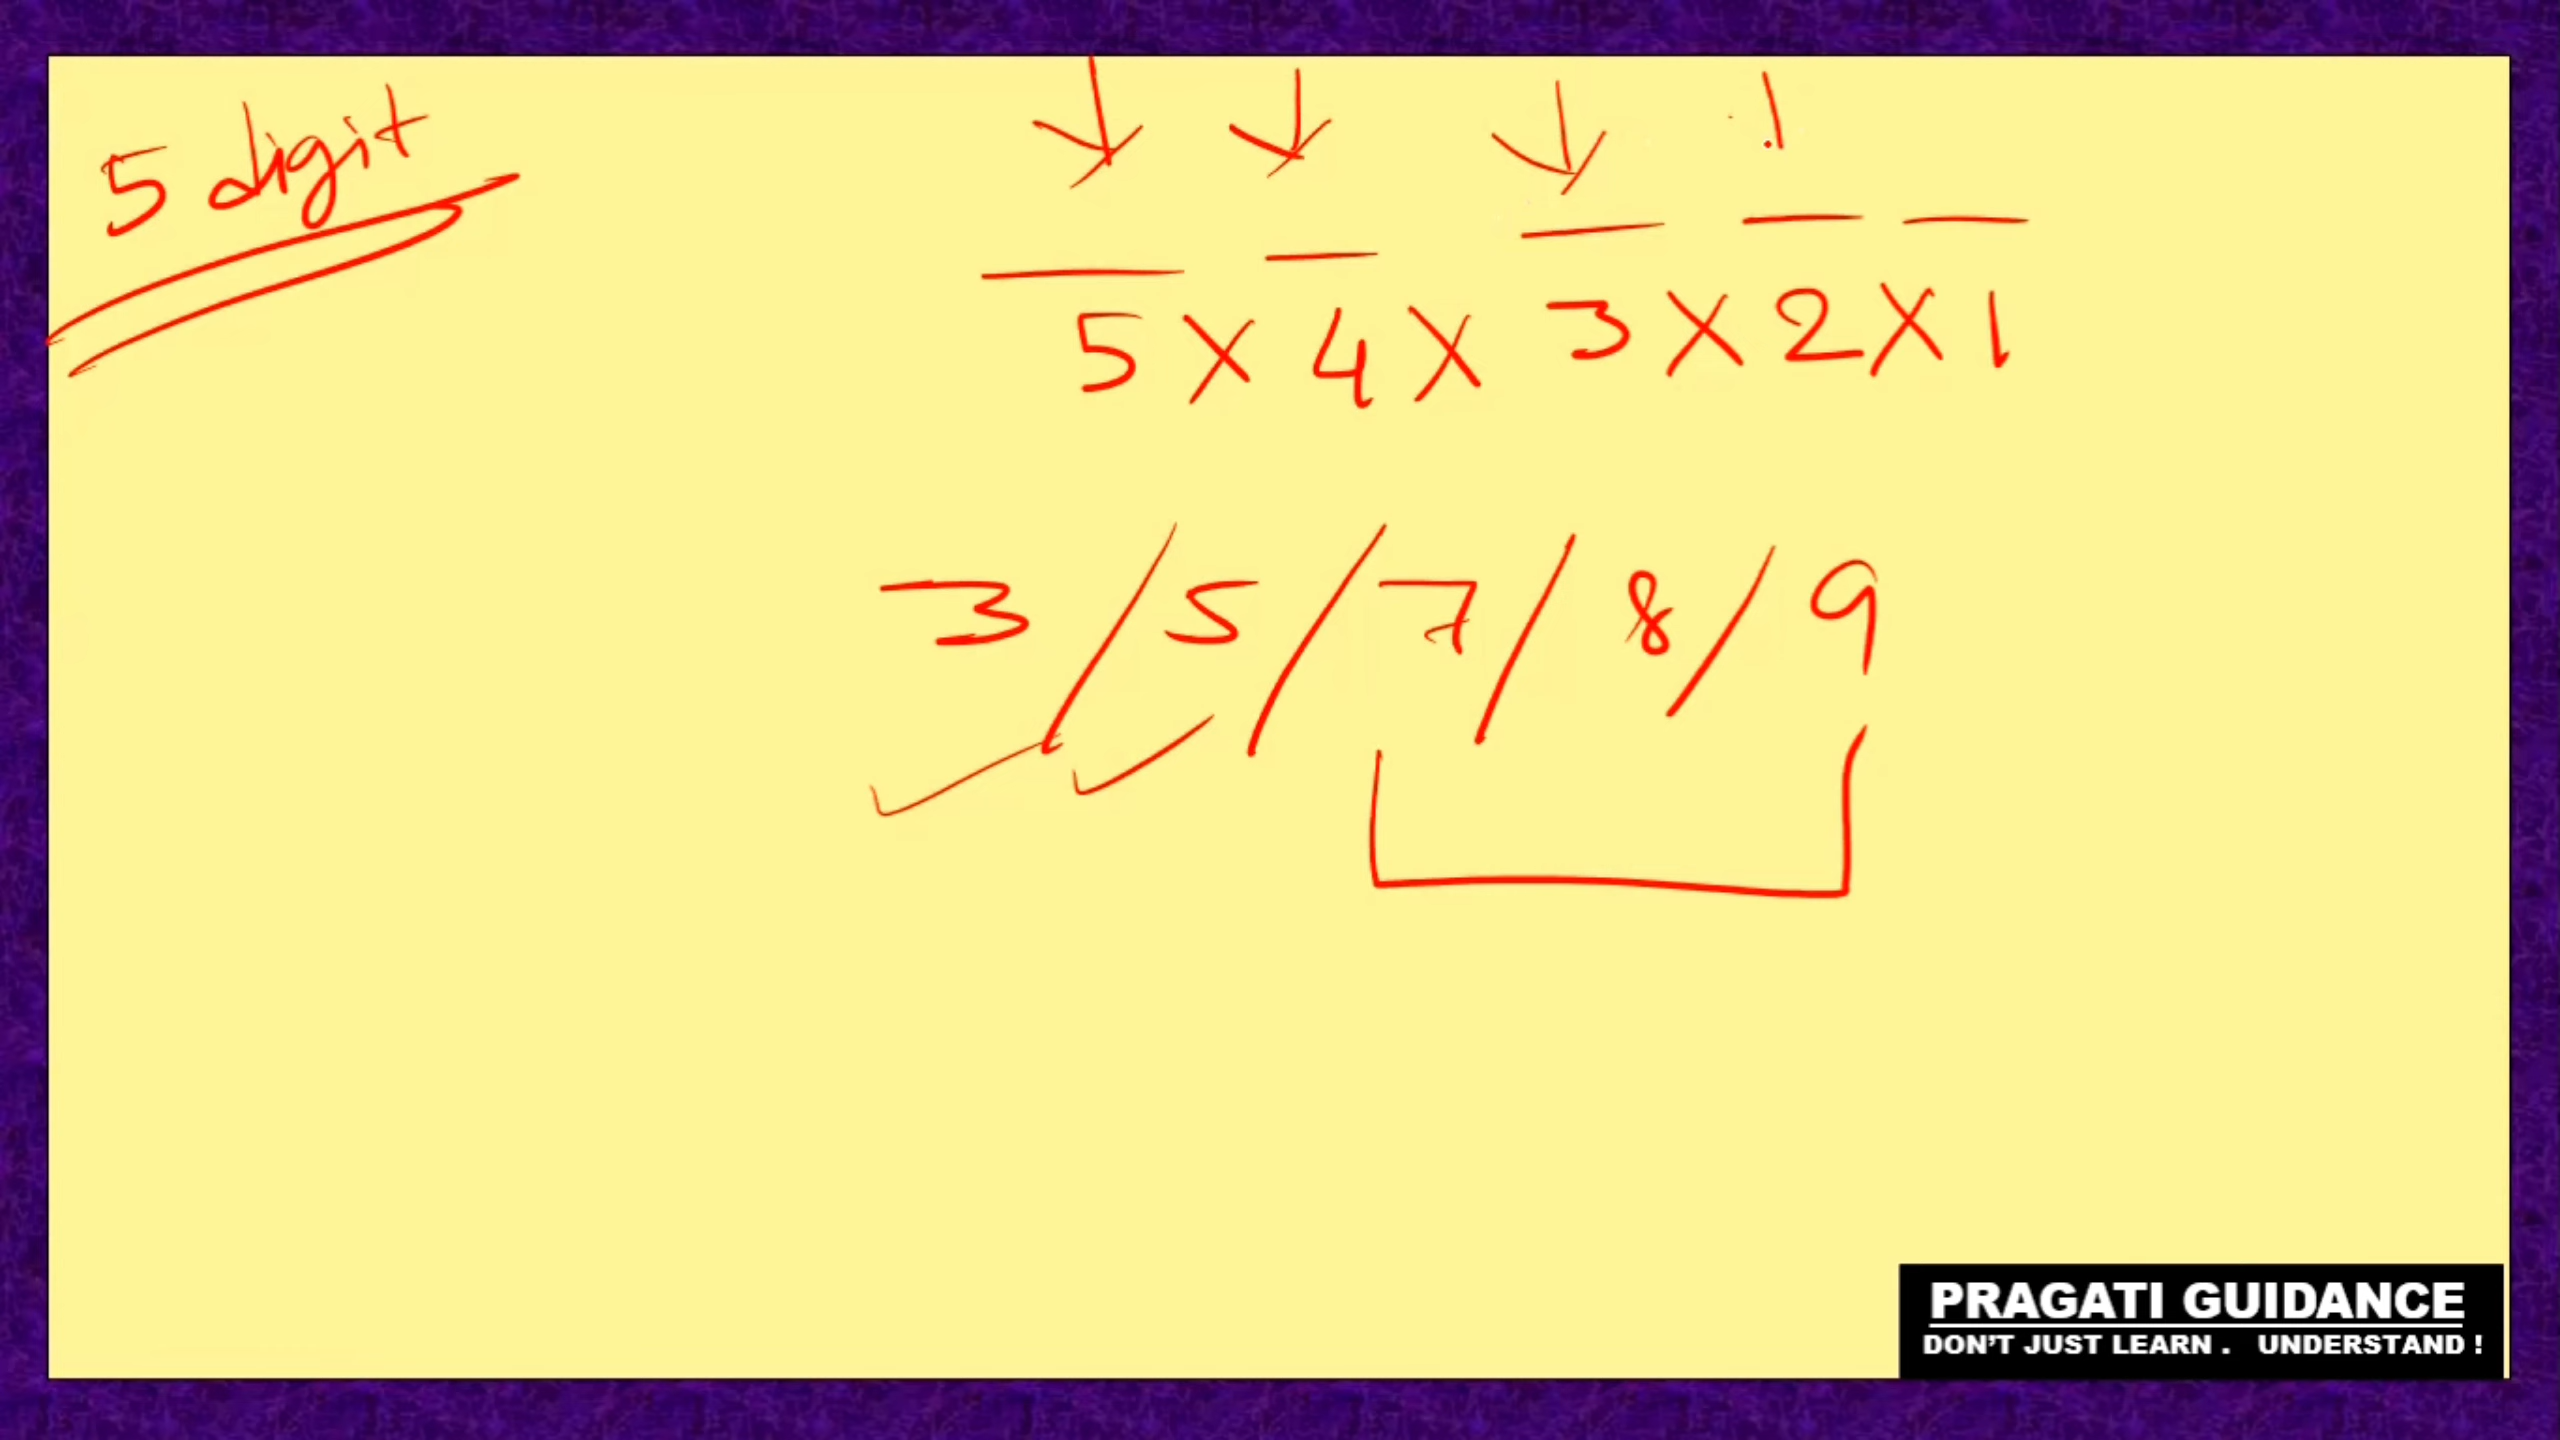 5 digit
5 X 4 X 3 X 2 X 1
3 / 5 / 7 / 8 / 9
PRAGATI GUIDANCE
DON'T JUST LEARN . UNDERSTAND !